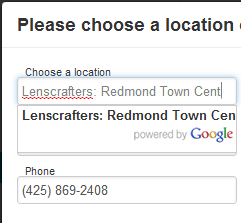 Please choose a location
Choose a location
Lenscrafters: Redmond Town Cent
Lenscrafters: Redmond Town Cen
powered by Google
Phone
(425) 869-2408